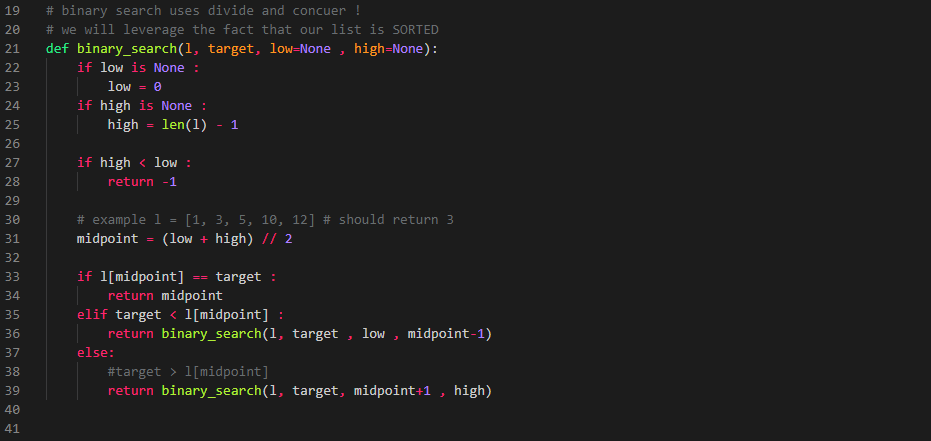 19 # binary search uses divide and concuer !
20 # we will leverage the fact that our list is SORTED
21 def binary_search(l, target, low=None , high=None):
22     if low is None :
23         low = 0
24     if high is None :
25         high = len(l) - 1
26
27     if high < low :
28         return -1
29
30     # example l = [1, 3, 5, 10, 12] # should return 3
31     midpoint = (low + high) // 2
32
33     if l[midpoint] == target :
34         return midpoint
35     elif target < l[midpoint] :
36         return binary_search(l, target , low , midpoint-1)
37     else:
38         #target > l[midpoint]
39         return binary_search(l, target, midpoint+1 , high)
40
41